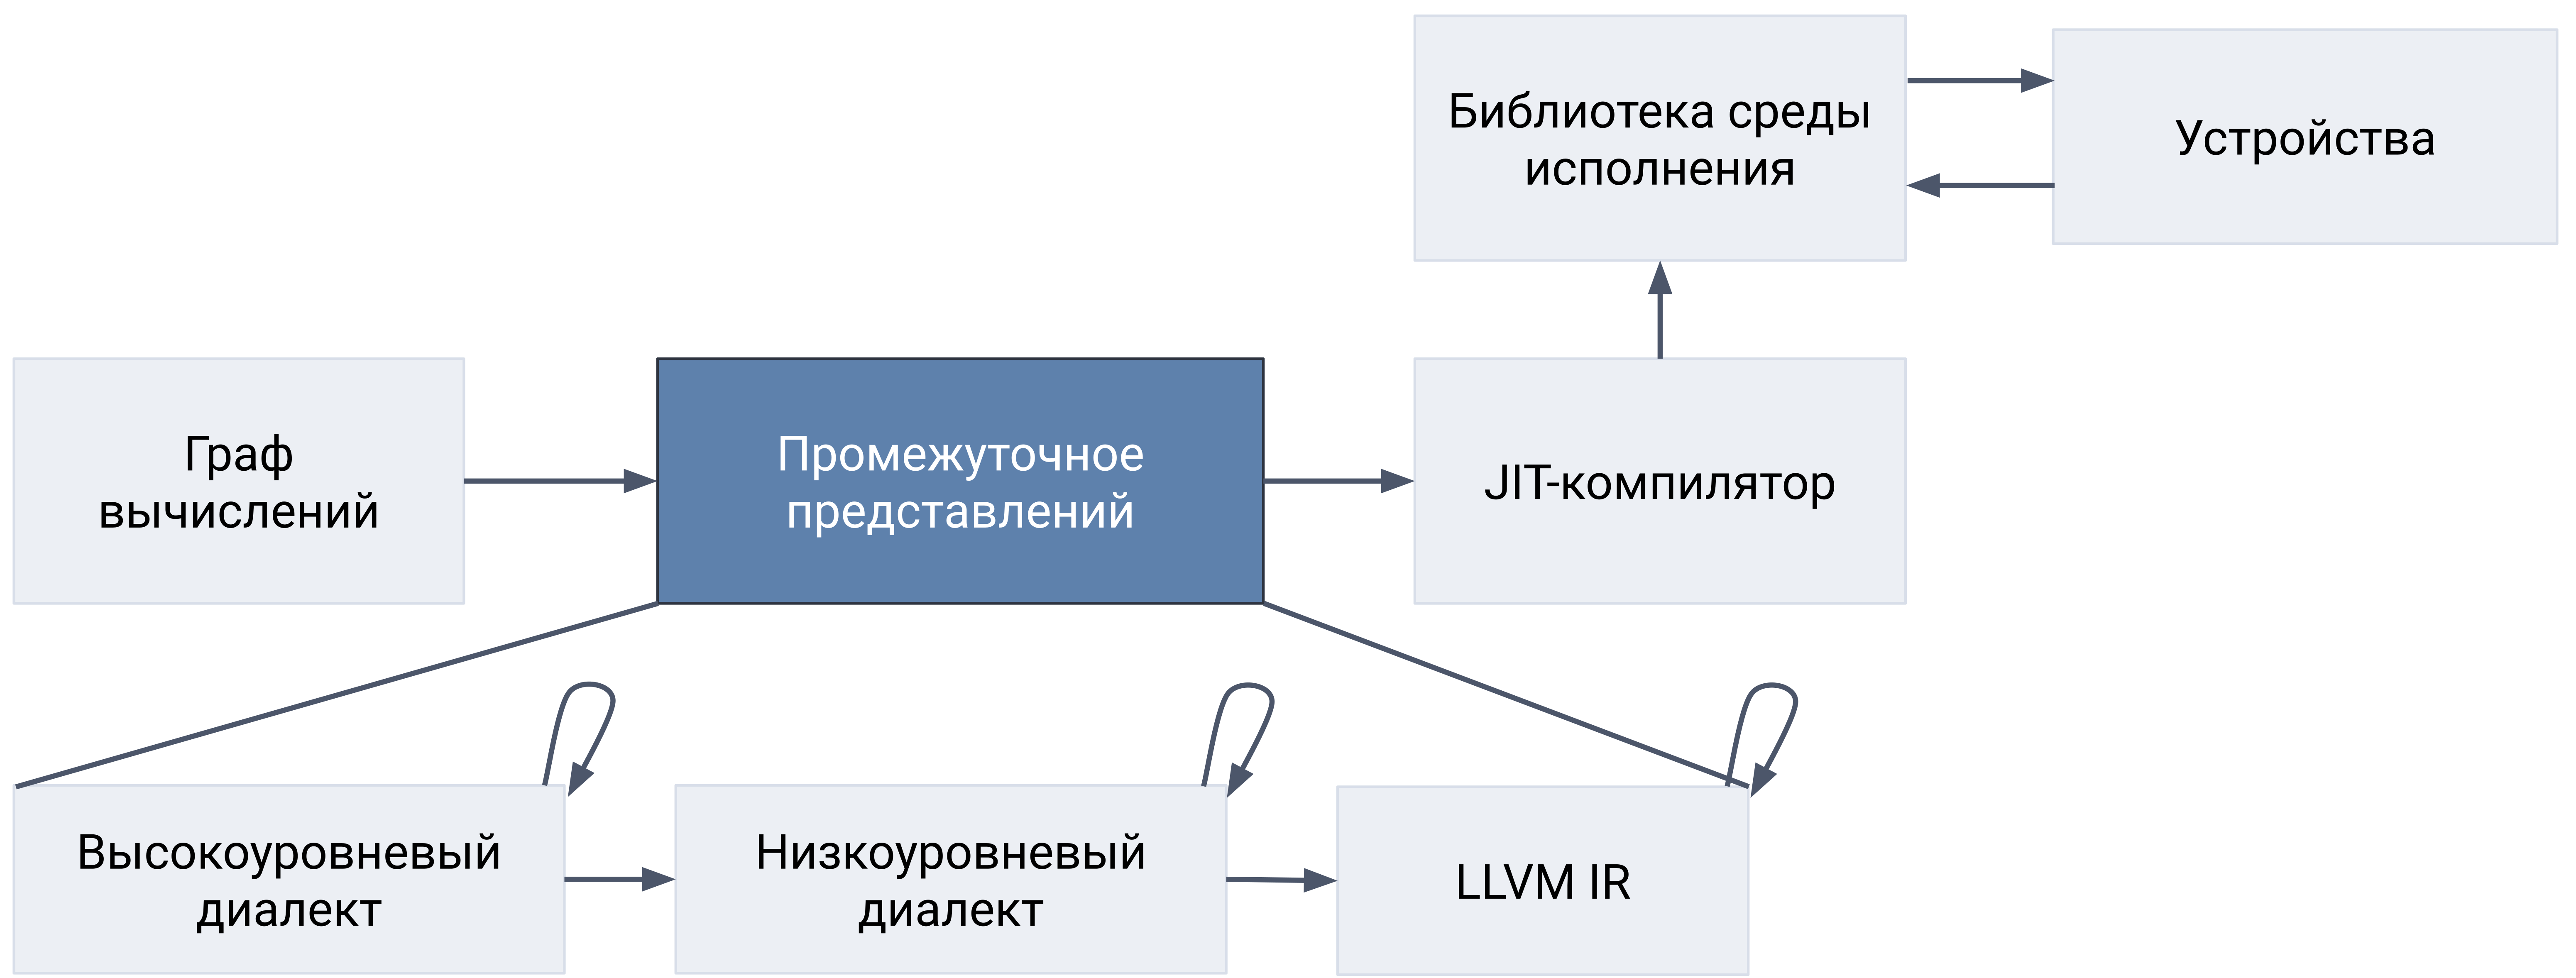 Библиотека среды
исполнения
Устройства
Граф
вычислений
Промежуточное
представлений
JIT-компилятор
Высокоуровневый
диалект
Низкоуровневый
диалект
LLVM IR